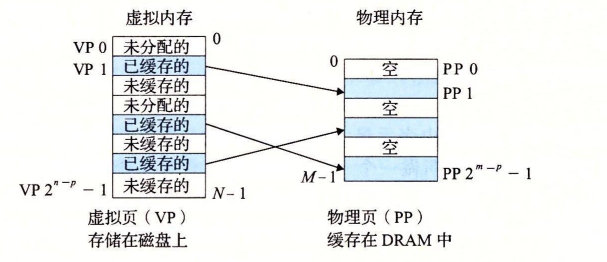 虚拟内存
物理内存
VP 0 未分配的 0
VP 1 已缓存的
未缓存的
未分配的
已缓存的
未缓存的
已缓存的
VP 2ⁿ⁻ᵖ − 1 未缓存的 N−1
0 空 PP 0
PP 1
空
空
M−1 PP 2ᵐ⁻ᵖ − 1
虚拟页（VP）
存储在磁盘上
物理页（PP）
缓存在 DRAM 中